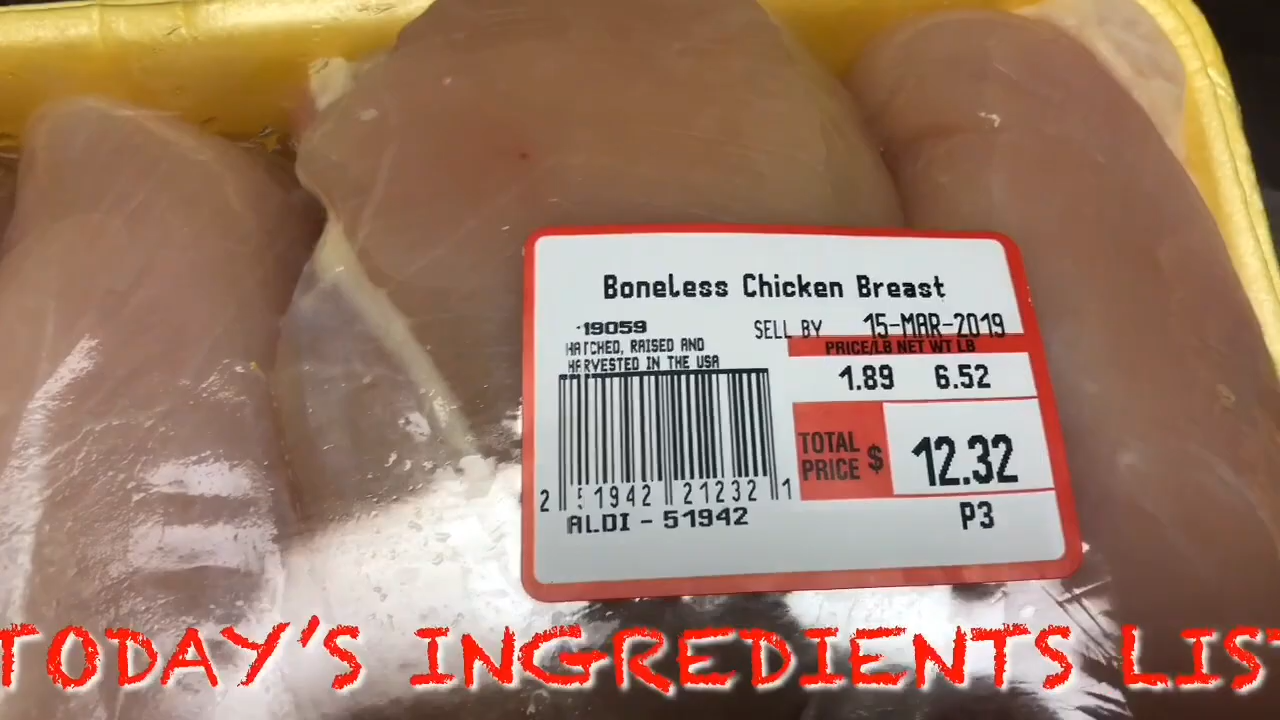 Boneless Chicken Breast
-19059
SELL BY 15-MAR-2019
HATCHED, RAISED AND
HARVESTED IN THE USA
PRICE/LB NET WT LB
1.89 6.52
TOTAL PRICE $ 12.32
2 51942 21232 1
ALDI - 51942
P3
TODAY'S INGREDIENTS LIST